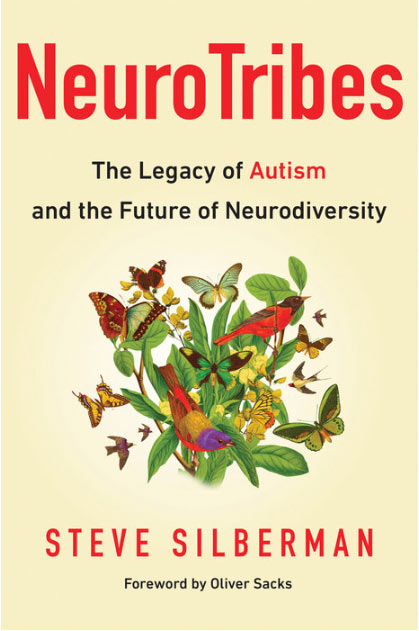 NeuroTribes
The Legacy of Autism
and the Future of Neurodiversity
STEVE SILBERMAN
Foreword by Oliver Sacks